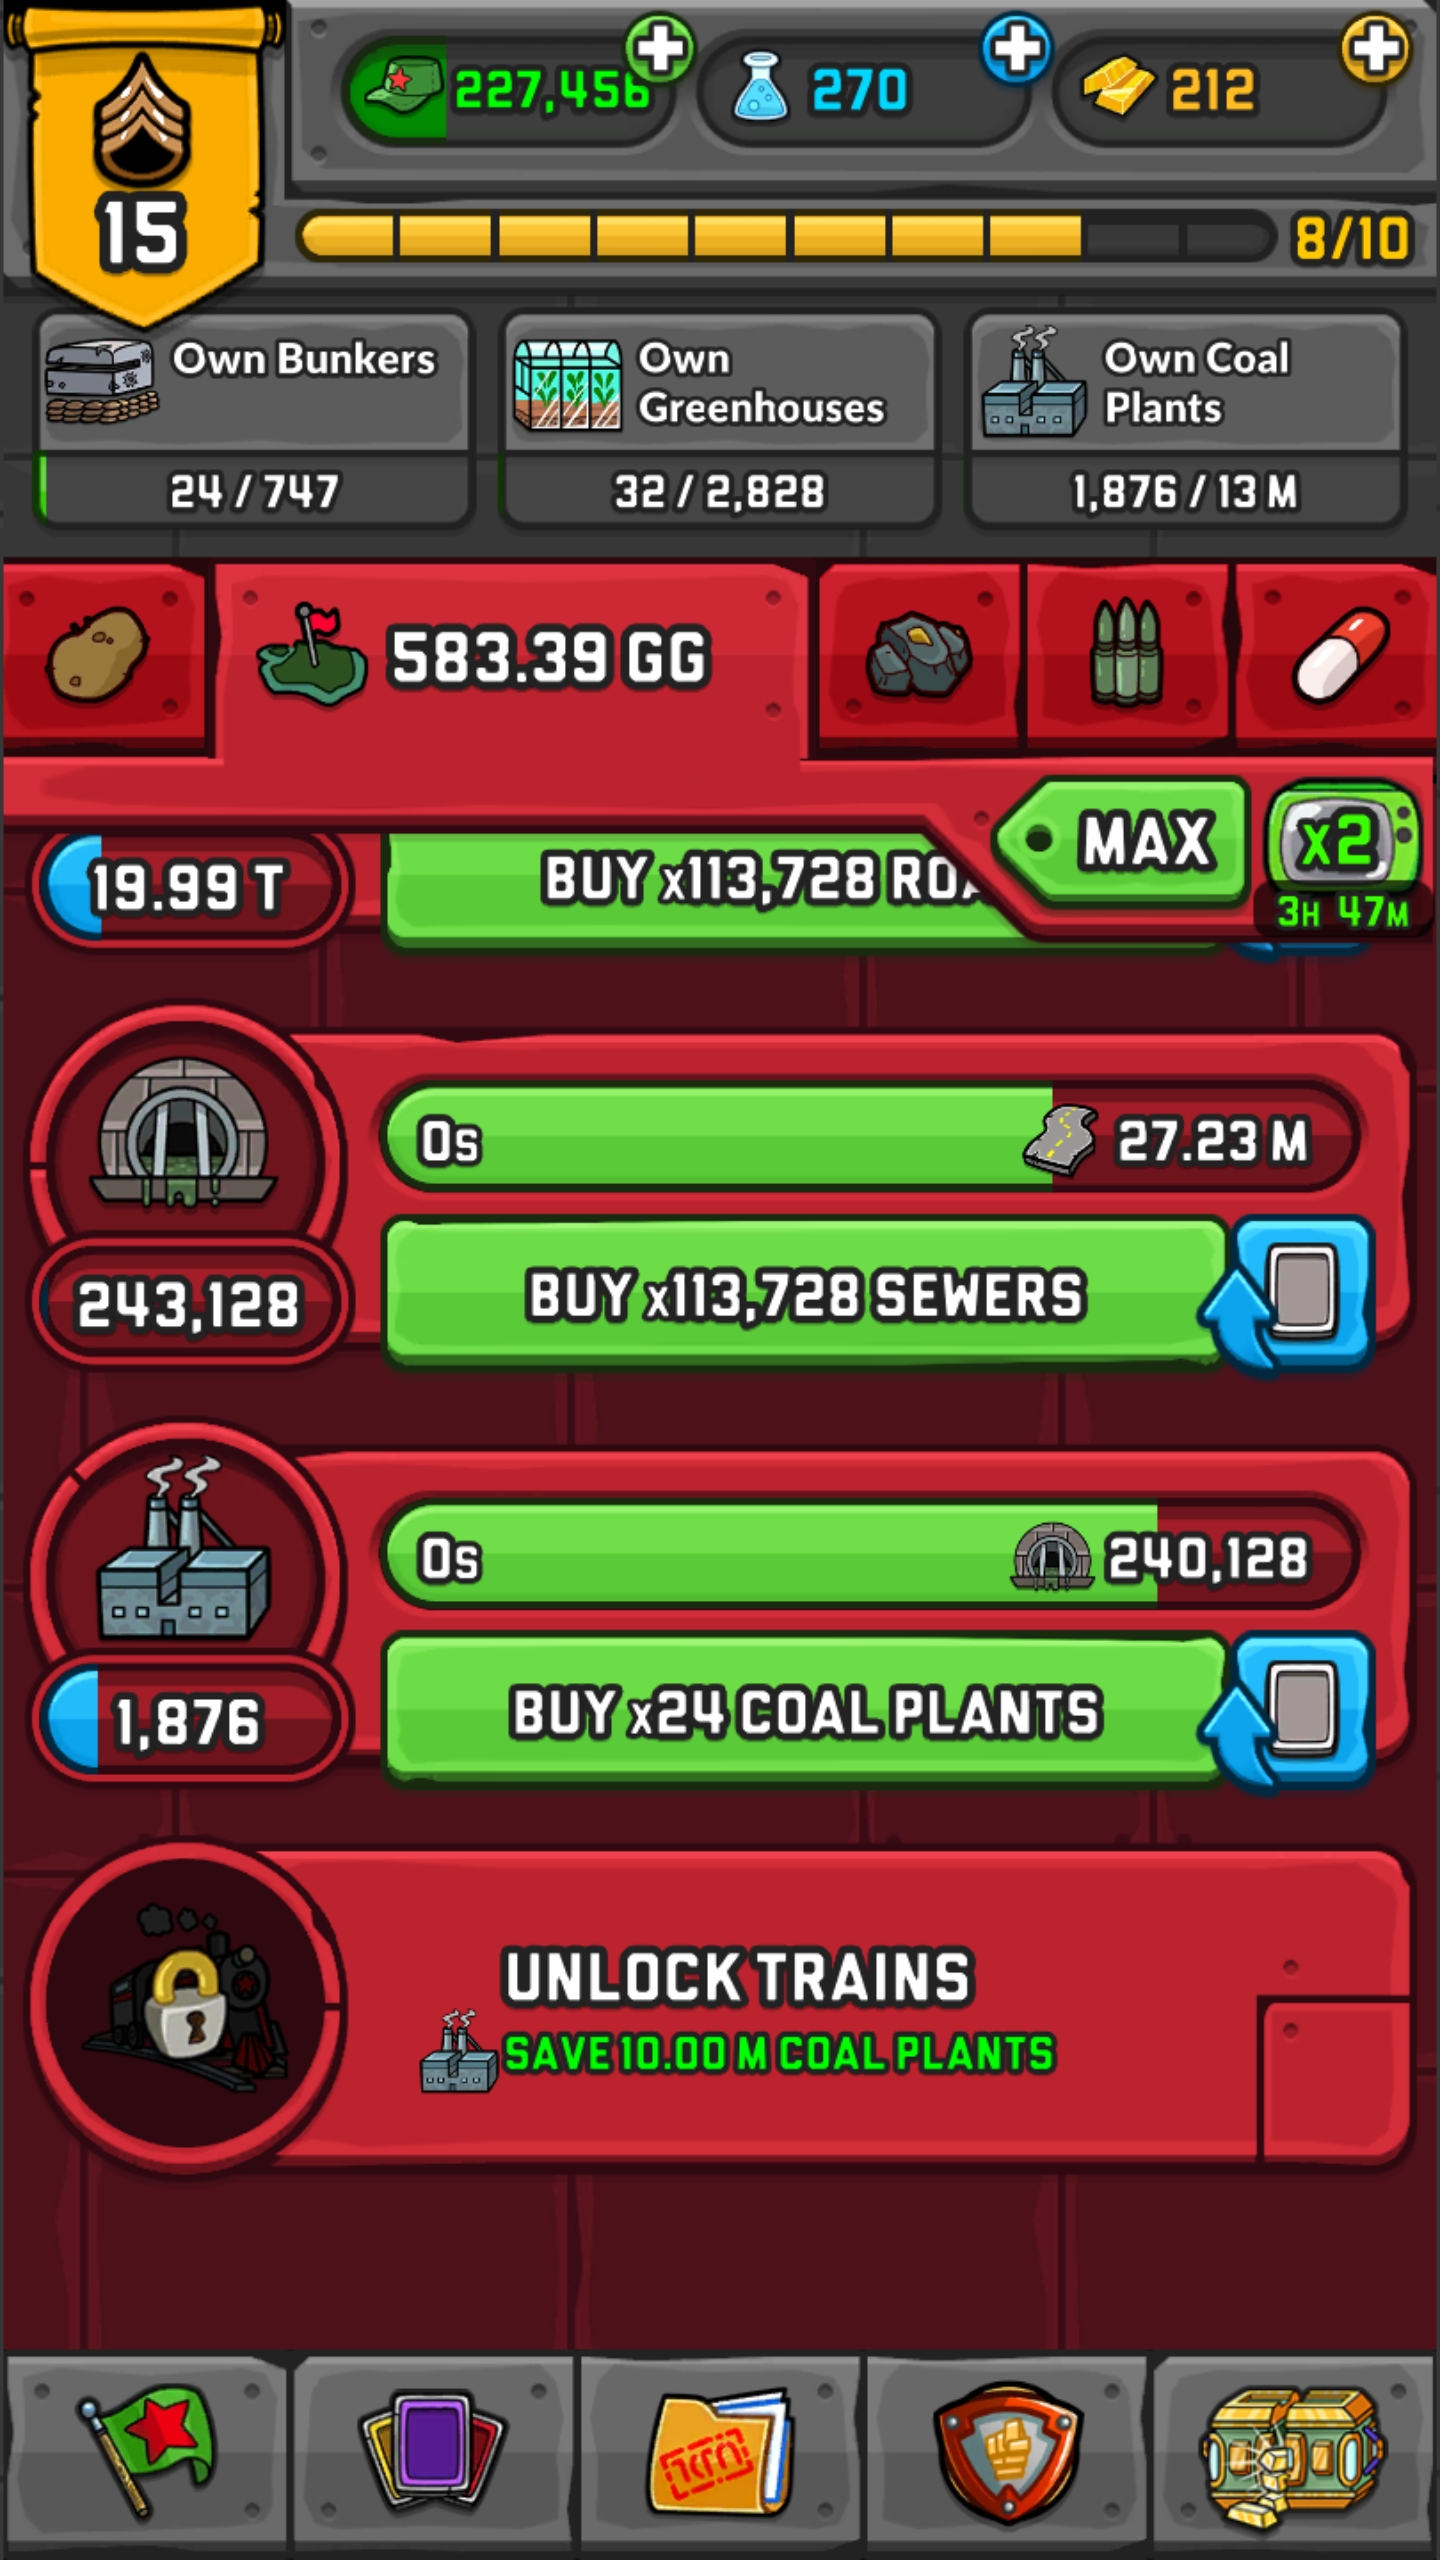 227,456
270
212
15
8/10
Own Bunkers
24 / 747
Own
Greenhouses
32 / 2,828
Own Coal
Plants
1,876 / 13 M
583.39 GG
MAX
x2
3H 47M
19.99 T
BUY x113,728
0s
27.23 M
243,128
BUY x113,728 SEWERS
0s
240,128
1,876
BUY x24 COAL PLANTS
UNLOCK TRAINS
SAVE 10.00 M COAL PLANTS